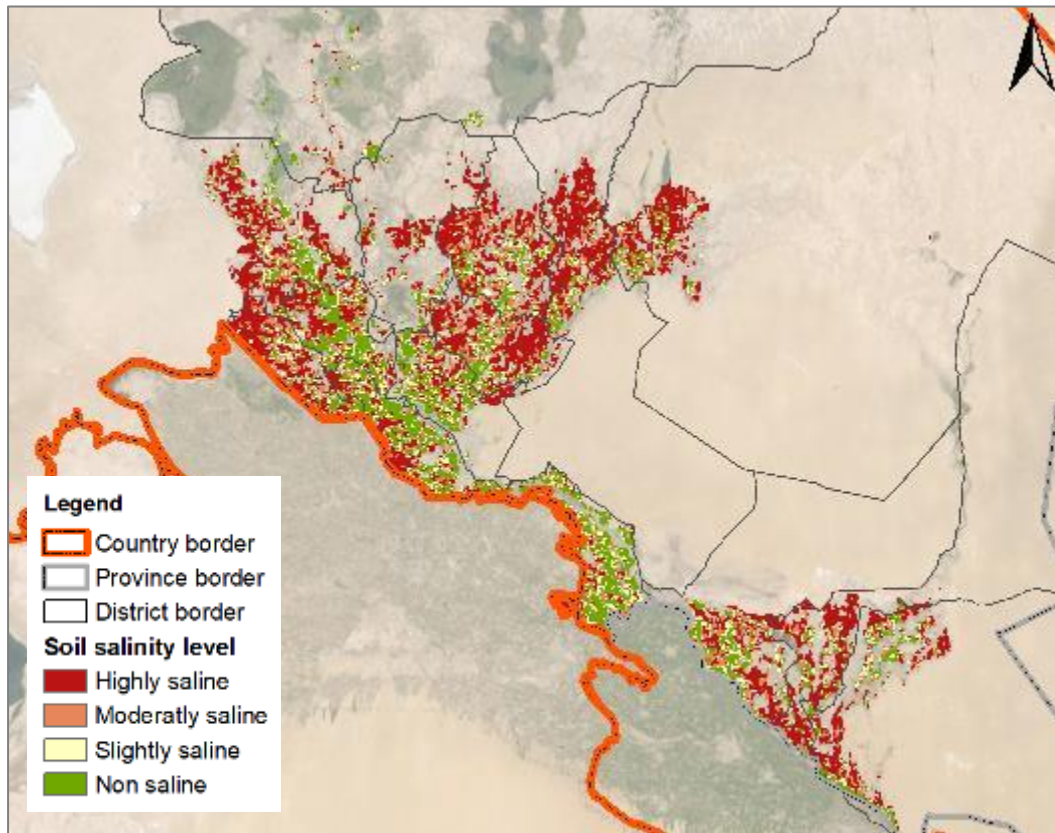 Legend
Country border
Province border
District border
Soil salinity level
Highly saline
Moderatly saline
Slightly saline
Non saline